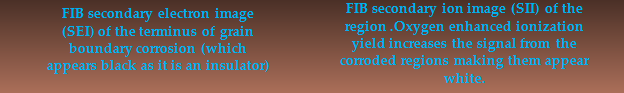 FIB secondary electron image
(SEI) of the terminus of grain
boundary corrosion (which
appears black as it is an insulator)
FIB secondary ion image (SII) of the
region .Oxygen enhanced ionization
yield increases the signal from the
corroded regions making them appear
white.